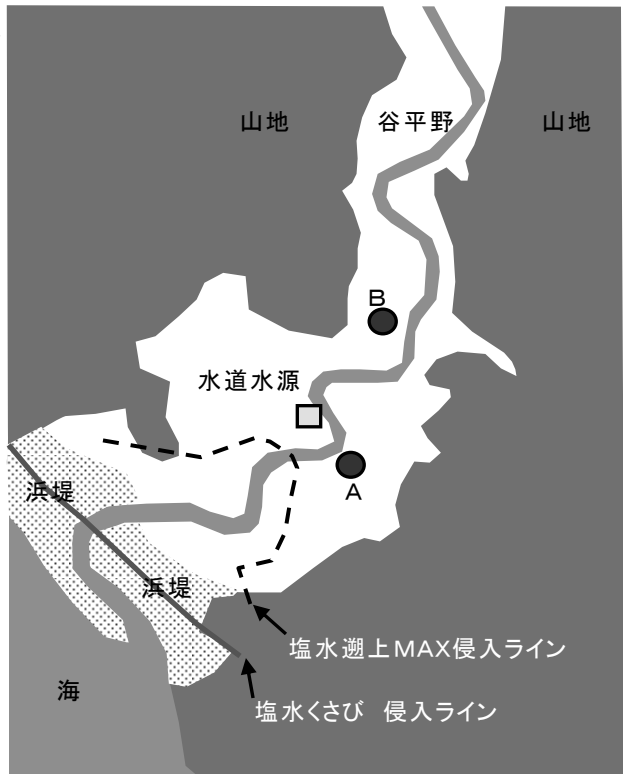 山地
谷平野
山地
B
水道水源
A
浜堤
浜堤
塩水遡上MAX侵入ライン
海
塩水くさび 侵入ライン